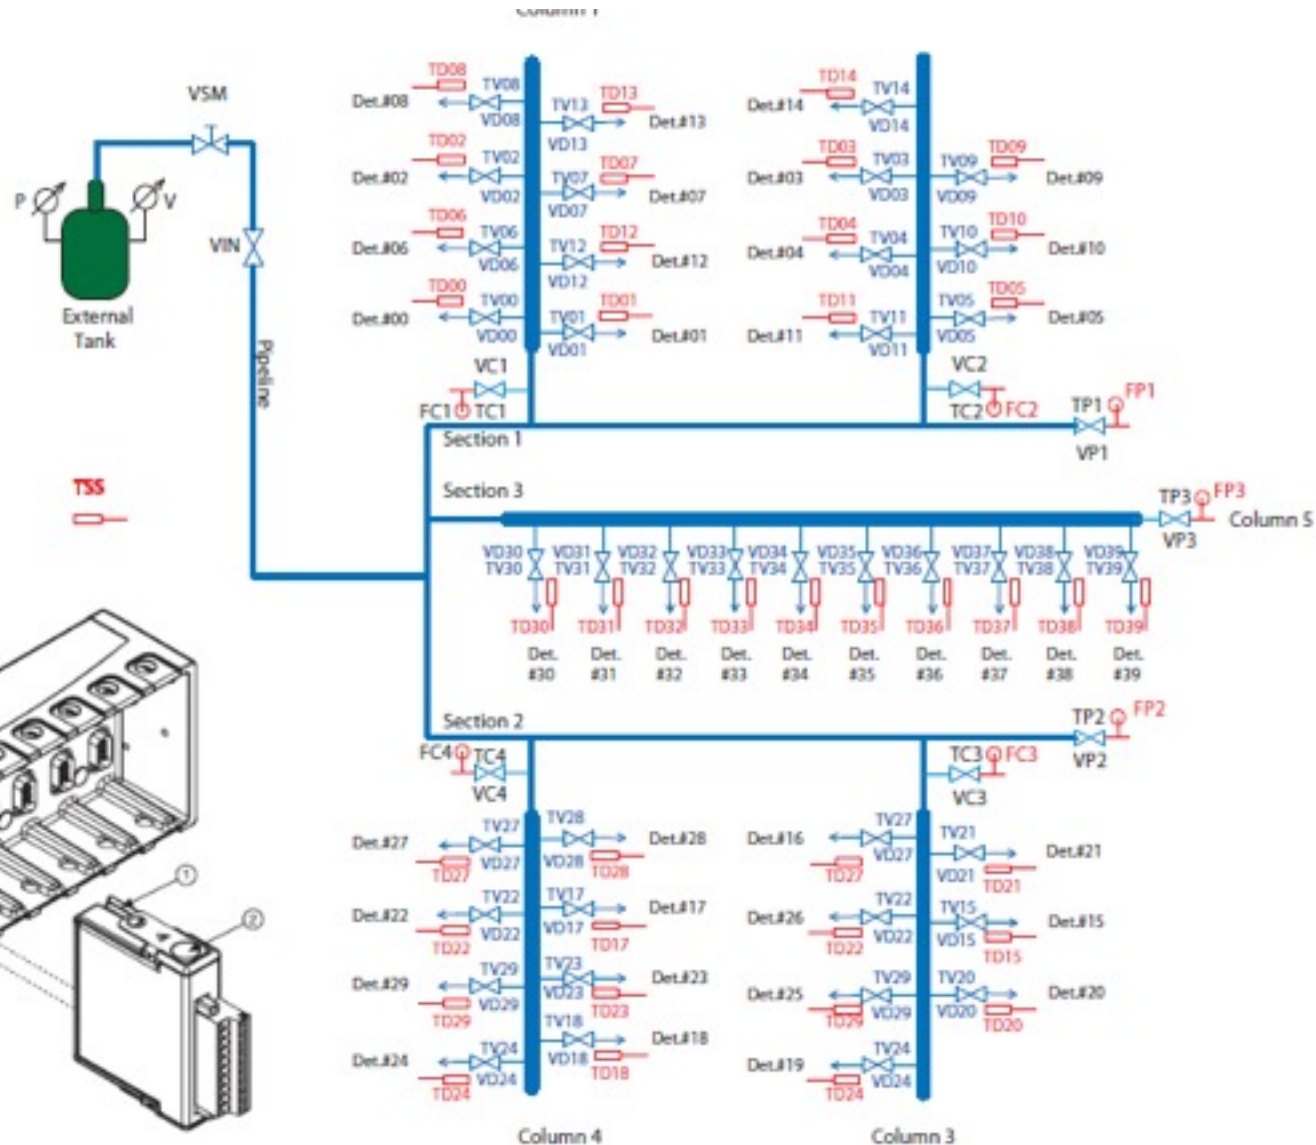 Column 1
VSM
P
V
VIN
External
Tank
Pipeline
TSS
TD08
TV08
Det.#08
VD08
TD13
TV13
Det.#13
VD13
TD02
TV02
Det.#02
VD02
TD07
TV07
Det.#07
VD07
TD06
TV06
Det.#06
VD06
TD12
TV12
Det.#12
VD12
TD00
TV00
Det.#00
VD00
TD01
TV01
Det.#01
VD01
VC1
FC1 TC1
Section 1
TD14
TV14
Det.#14
VD14
TD03
TV03
Det.#03
VD03
TD09
TV09
Det.#09
VD09
TD04
TV04
Det.#04
VD04
TD10
TV10
Det.#10
VD10
TD11
TV11
Det.#11
VD11
TD05
TV05
Det.#05
VD05
VC2
TC2 FC2
TP1 FP1
VP1
Section 3
TP3 FP3
Column 5
VP3
VD30 VD31 VD32 VD33 VD34 VD35 VD36 VD37 VD38 VD39
TV30 TV31 TV32 TV33 TV34 TV35 TV36 TV37 TV38 TV39
TD30 TD31 TD32 TD33 TD34 TD35 TD36 TD37 TD38 TD39
Det. Det. Det. Det. Det. Det. Det. Det. Det. Det.
#30 #31 #32 #33 #34 #35 #36 #37 #38 #39
Section 2
TP2 FP2
VP2
FC4 TC4
VC4
TC3 FC3
VC3
TV27
Det.#27
VD27
TD27
TV28
Det.#28
VD28
TD28
TV22
Det.#22
VD22
TD22
TV17
Det.#17
VD17
TD17
TV29
Det.#29
VD29
TD29
TV23
Det.#23
VD23
TD23
TV24
Det.#24
VD24
TD24
TV18
Det.#18
VD18
TD18
Column 4
TV27
Det.#16
VD27
TD27
TV21
Det.#21
VD21
TD21
TV22
Det.#26
VD22
TD22
TV15
Det.#15
VD15
TD15
TV29
Det.#25
VD29
TD29
TV20
Det.#20
VD20
TD20
TV24
Det.#19
VD24
TD24
Column 3
1
2
4